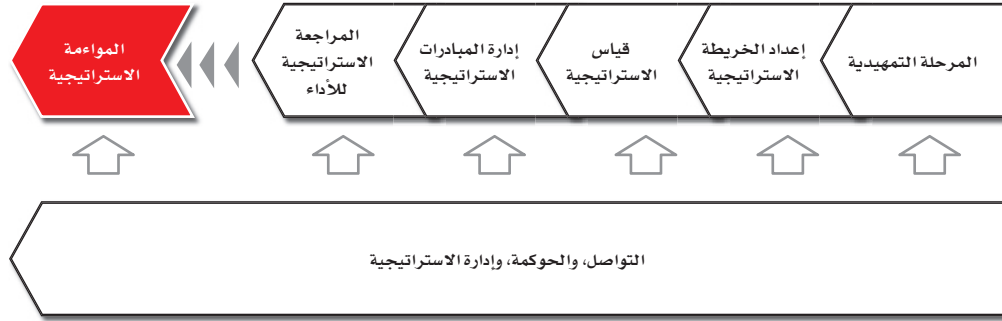 المرحلة التمهيدية
إعداد الخريطة
الاستراتيجية
قياس
الاستراتيجية
إدارة المبادرات
الاستراتيجية
المراجعة
الاستراتيجية
للأداء
المواءمة
الاستراتيجية
التواصل، والحوكمة، وإدارة الاستراتيجية